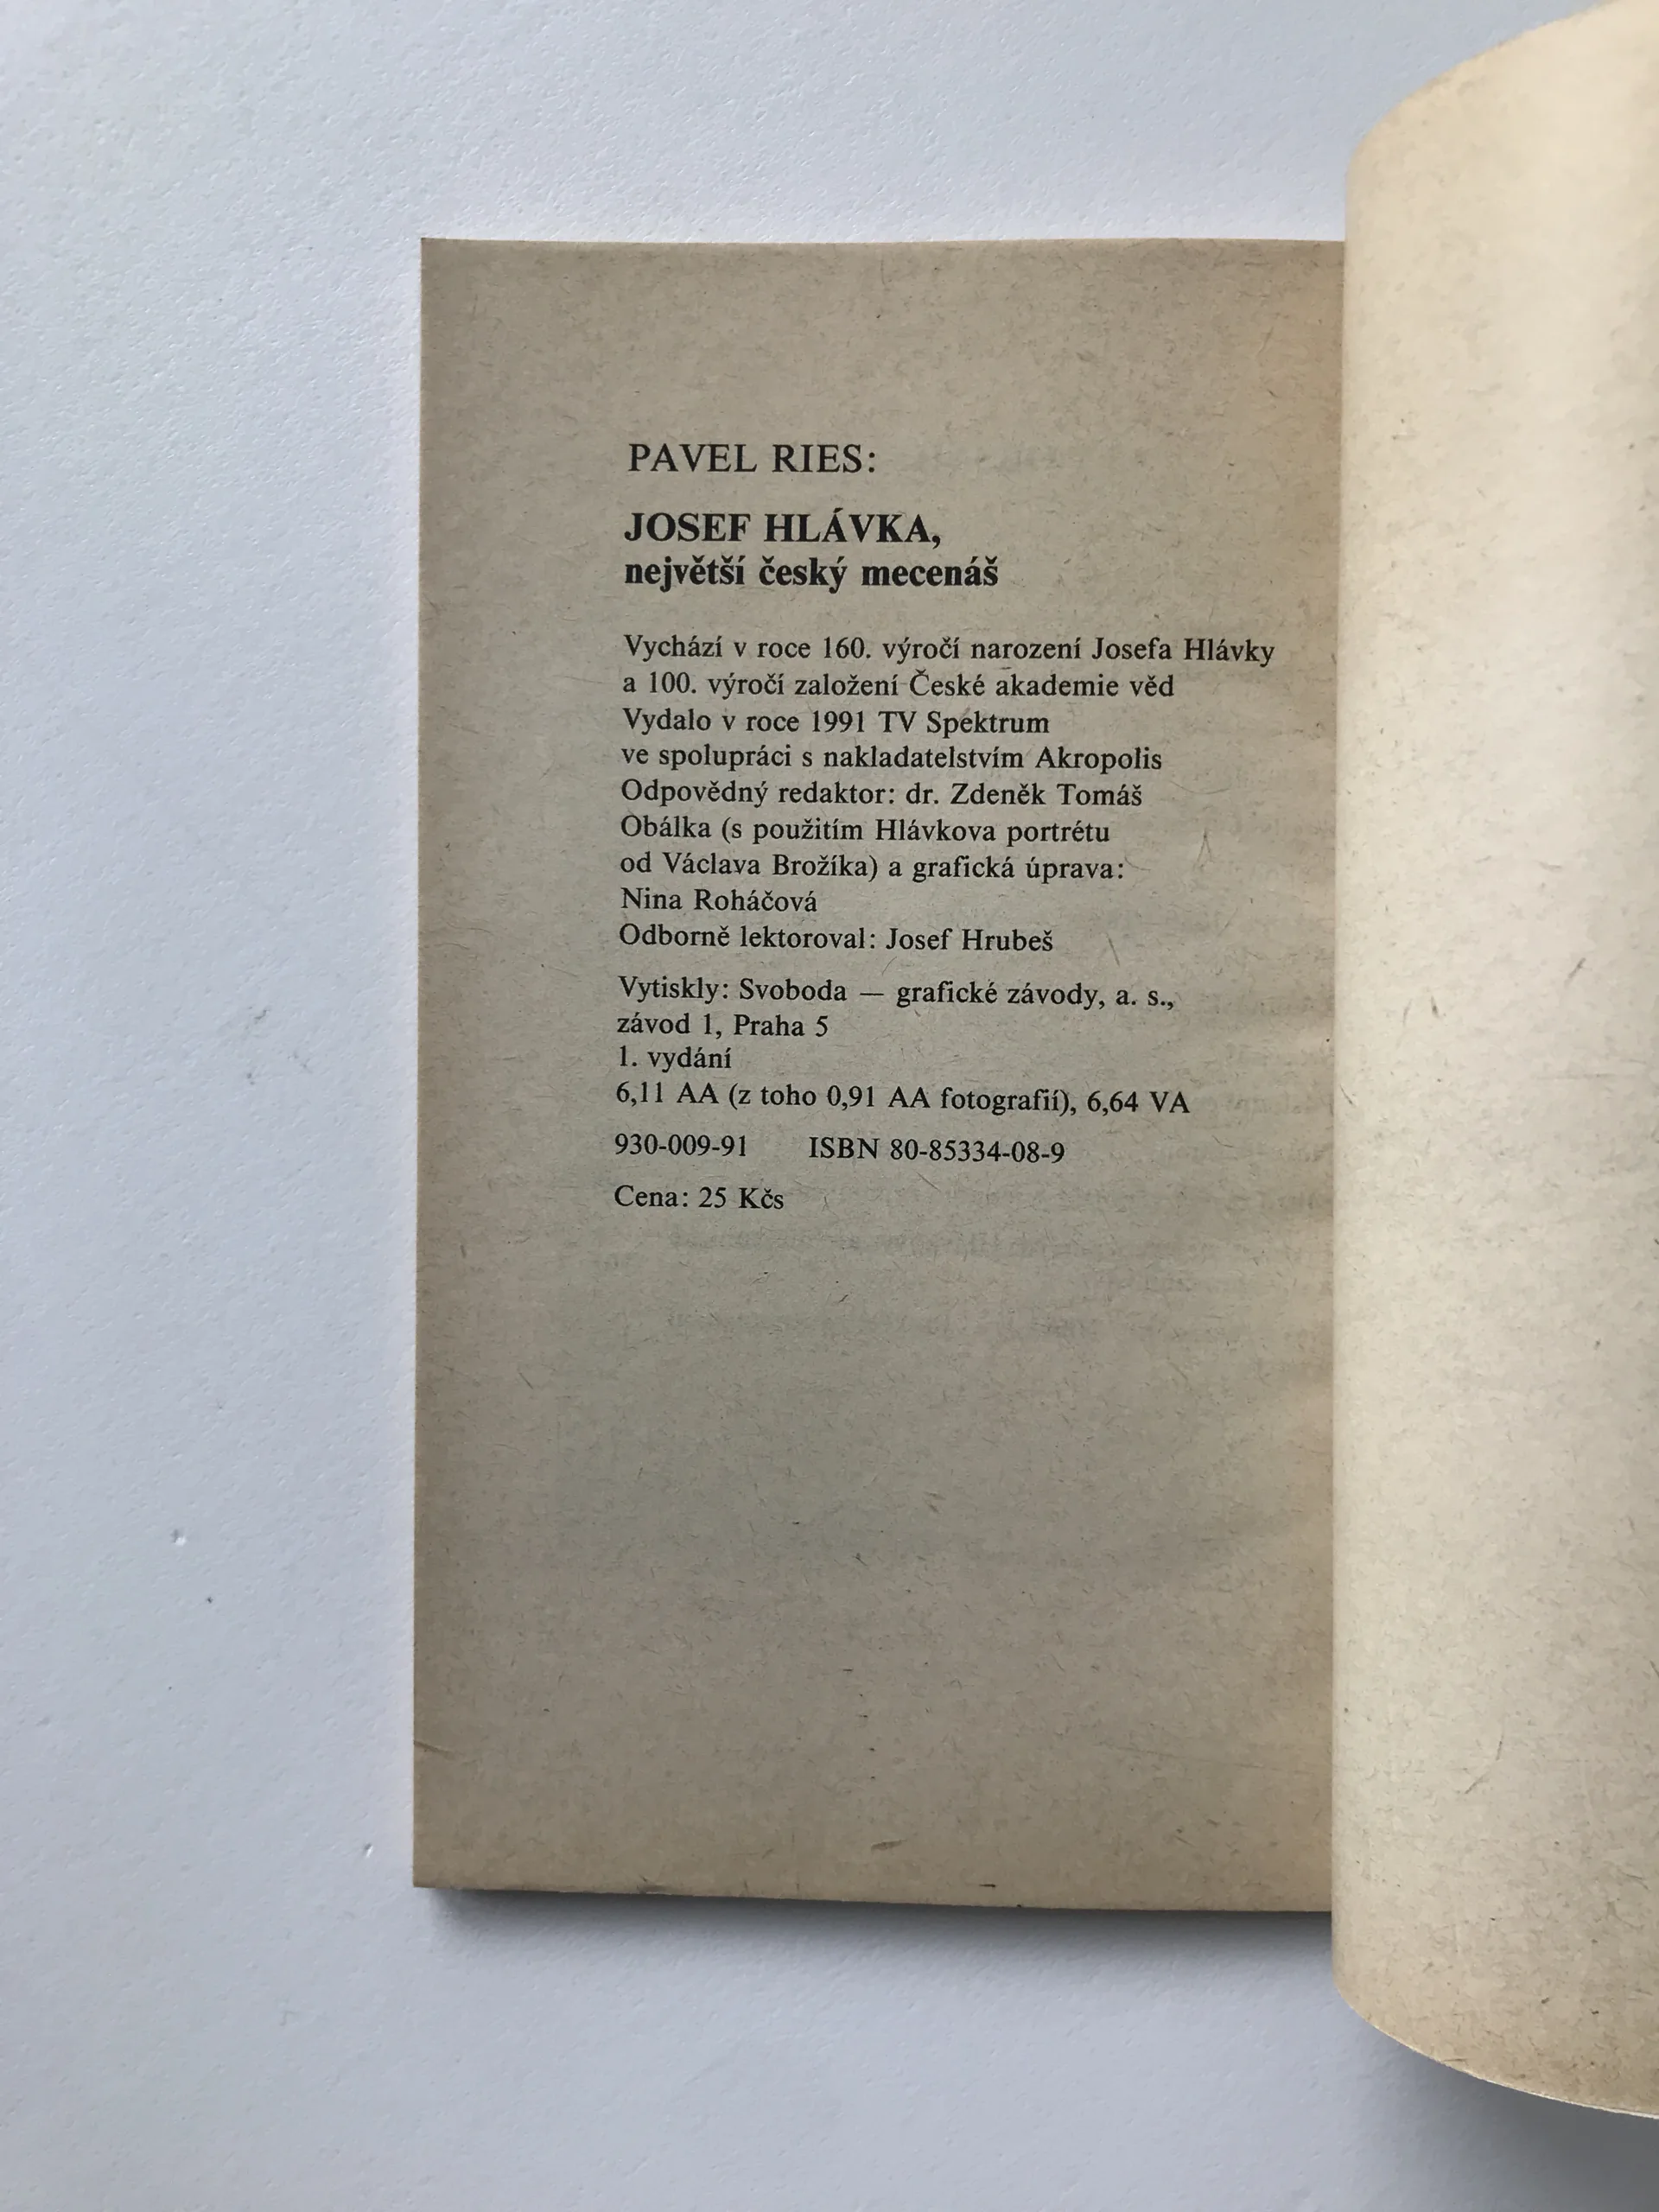 PAVEL RIES:
JOSEF HLÁVKA,
největší český mecenáš
Vychází v roce 160. výročí narození Josefa Hlávky
a 100. výročí založení České akademie věd
Vydalo v roce 1991 TV Spektrum
ve spolupráci s nakladatelstvím Akropolis
Odpovědný redaktor: dr. Zdeněk Tomáš
Obálka (s použitím Hlávkova portrétu
od Václava Brožíka) a grafická úprava:
Nina Roháčová
Odborně lektoroval: Josef Hrubeš
Vytiskly: Svoboda — grafické závody, a. s.,
závod 1, Praha 5
1. vydání
6,11 AA (z toho 0,91 AA fotografií), 6,64 VA
930-009-91 ISBN 80-85334-08-9
Cena: 25 Kčs